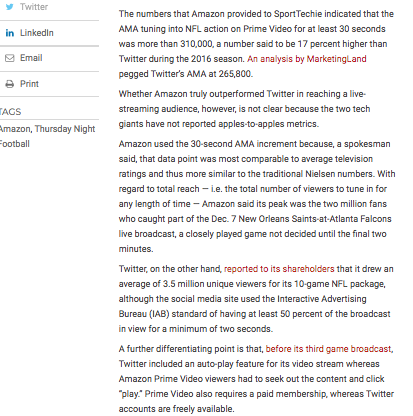 Twitter
LinkedIn
Email
Print
TAGS
Amazon, Thursday Night
Football
The numbers that Amazon provided to SportTechie indicated that the
AMA tuning into NFL action on Prime Video for at least 30 seconds
was more than 310,000, a number said to be 17 percent higher than
Twitter during the 2016 season. An analysis by MarketingLand
pegged Twitter's AMA at 265,800.
Whether Amazon truly outperformed Twitter in reaching a live-
streaming audience, however, is not clear because the two tech
giants have not reported apples-to-apples metrics.
Amazon used the 30-second AMA increment because, a spokesman
said, that data point was most comparable to average television
ratings and thus more similar to the traditional Nielsen numbers. With
regard to total reach — i.e. the total number of viewers to tune in for
any length of time — Amazon said its peak was the two million fans
who caught part of the Dec. 7 New Orleans Saints-at-Atlanta Falcons
live broadcast, a closely played game not decided until the final two
minutes.
Twitter, on the other hand, reported to its shareholders that it drew an
average of 3.5 million unique viewers for its 10-game NFL package,
although the social media site used the Interactive Advertising
Bureau (IAB) standard of having at least 50 percent of the broadcast
in view for a minimum of two seconds.
A further differentiating point is that, before its third game broadcast,
Twitter included an auto-play feature for its video stream whereas
Amazon Prime Video viewers had to seek out the content and click
"play." Prime Video also requires a paid membership, whereas Twitter
accounts are freely available.